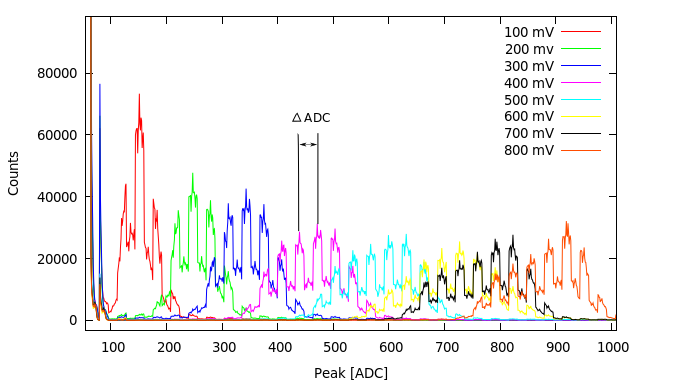 100 mV
200 mv
300 mV
400 mV
500 mV
600 mV
700 mV
800 mV
Δ ADC
Counts
80000
60000
40000
20000
0
100 200 300 400 500 600 700 800 900 1000
Peak [ADC]